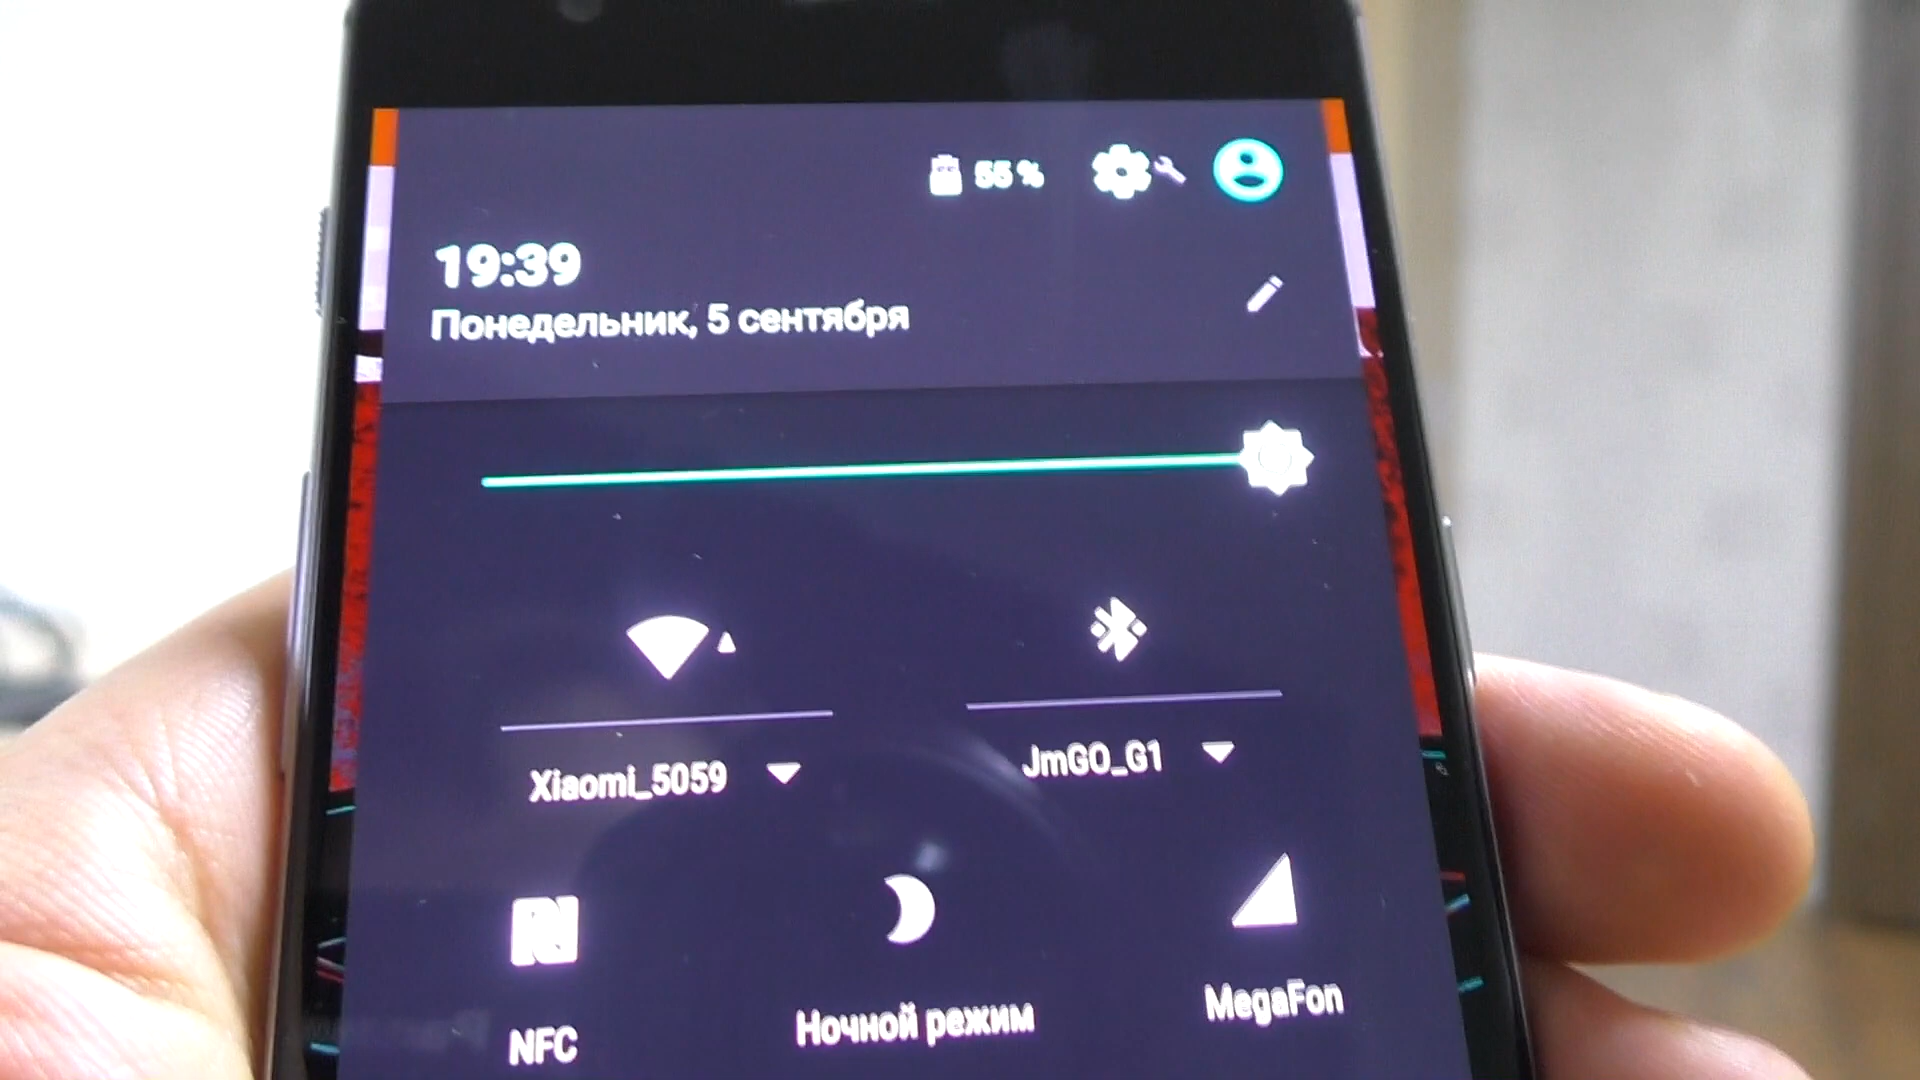 55 %
19:39
Понедельник, 5 сентября
Xiaomi_5059
JmGO_G1
NFC
Ночной режим
MegaFon